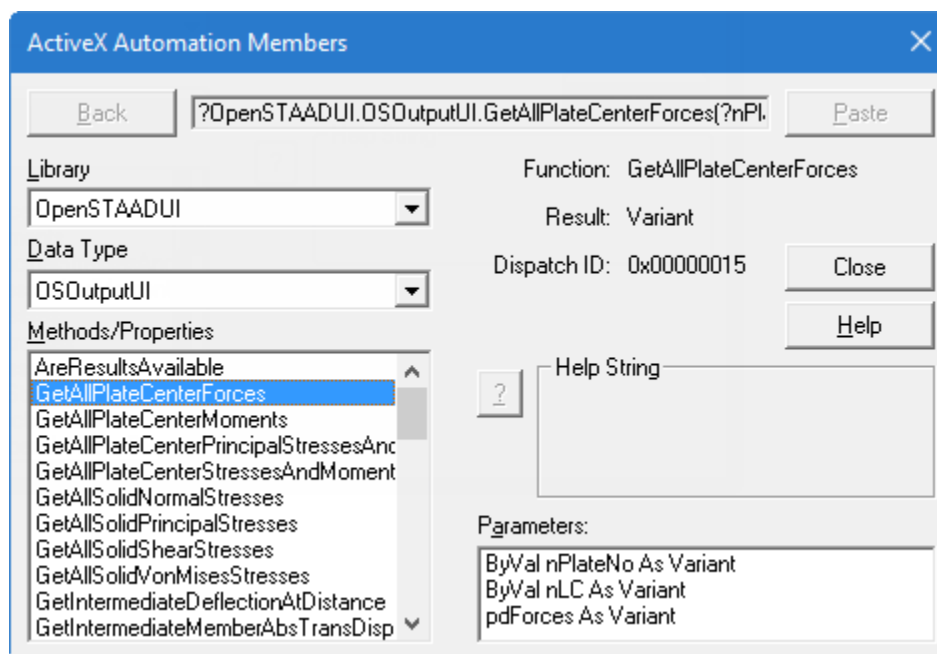 ActiveX Automation Members
Back
?OpenSTAADUI.OSOutputUI.GetAllPlateCenterForces(?nPl
Paste
Library
OpenSTAADUI
Data Type
OSOutputUI
Methods/Properties
AreResultsAvailable
GetAllPlateCenterForces
GetAllPlateCenterMoments
GetAllPlateCenterPrincipalStressesAnd
GetAllPlateCenterStressesAndMoment
GetAllSolidNormalStresses
GetAllSolidPrincipalStresses
GetAllSolidShearStresses
GetAllSolidVonMisesStresses
GetIntermediateDeflectionAtDistance
GetIntermediateMemberAbsTransDisp
Function: GetAllPlateCenterForces
Result: Variant
Dispatch ID: 0x00000015
Close
Help
?
Help String
Parameters:
ByVal nPlateNo As Variant
ByVal nLC As Variant
pdForces As Variant